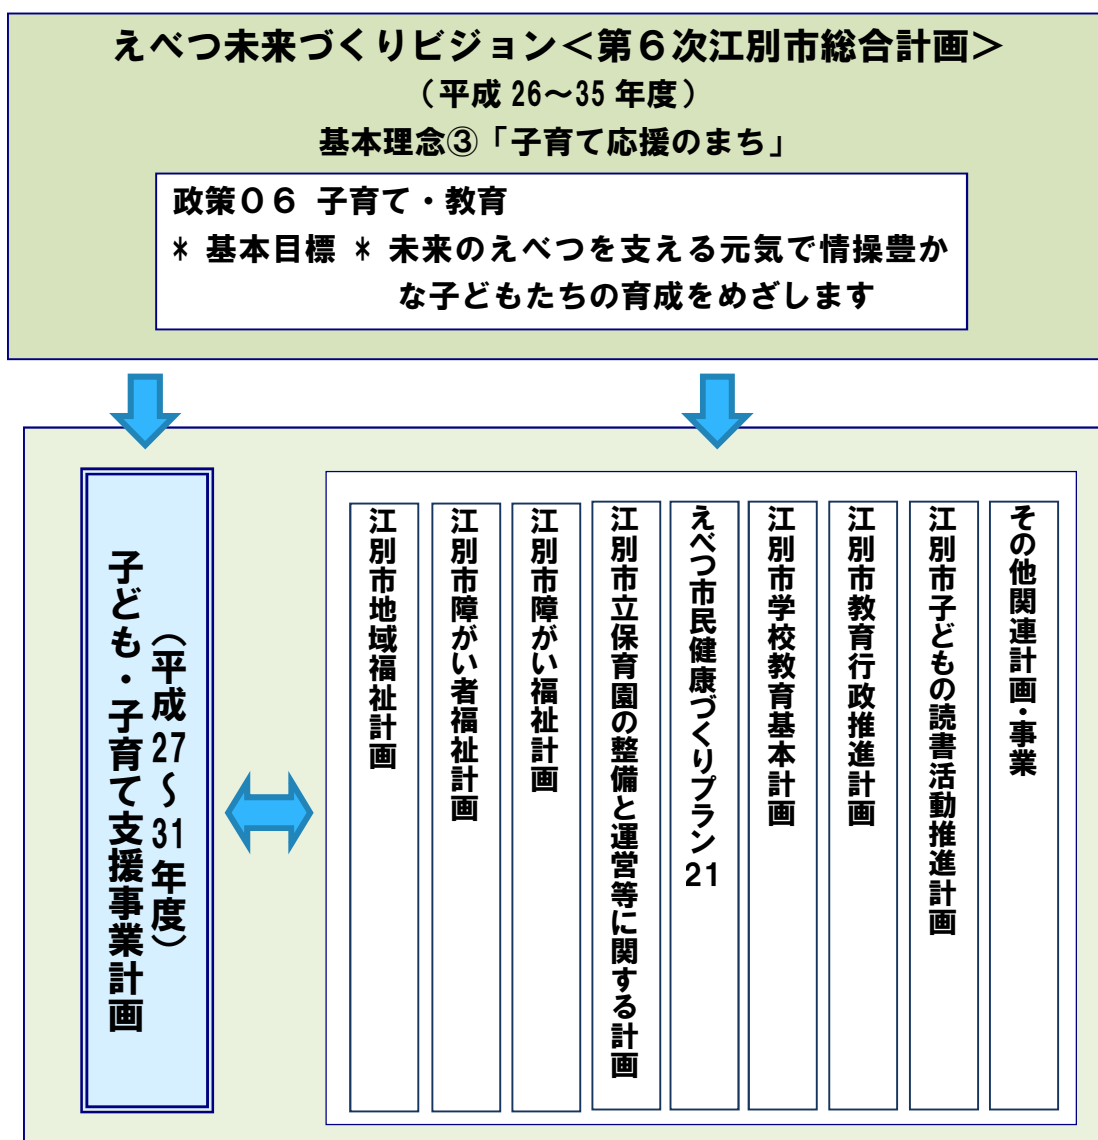 えべつ未来づくりビジョン＜第６次江別市総合計画＞
（平成 26～35 年度）
基本理念③「子育て応援のまち」
政策０６ 子育て・教育
* 基本目標 * 未来のえべつを支える元気で情操豊か
な子どもたちの育成をめざします
（平成27～31年度）
子ども・子育て支援事業計画
その他関連計画・事業
江別市子どもの読書活動推進計画
江別市教育行政推進計画
江別市学校教育基本計画
えべつ市民健康づくりプラン21
江別市立保育園の整備と運営等に関する計画
江別市障がい福祉計画
江別市障がい者福祉計画
江別市地域福祉計画